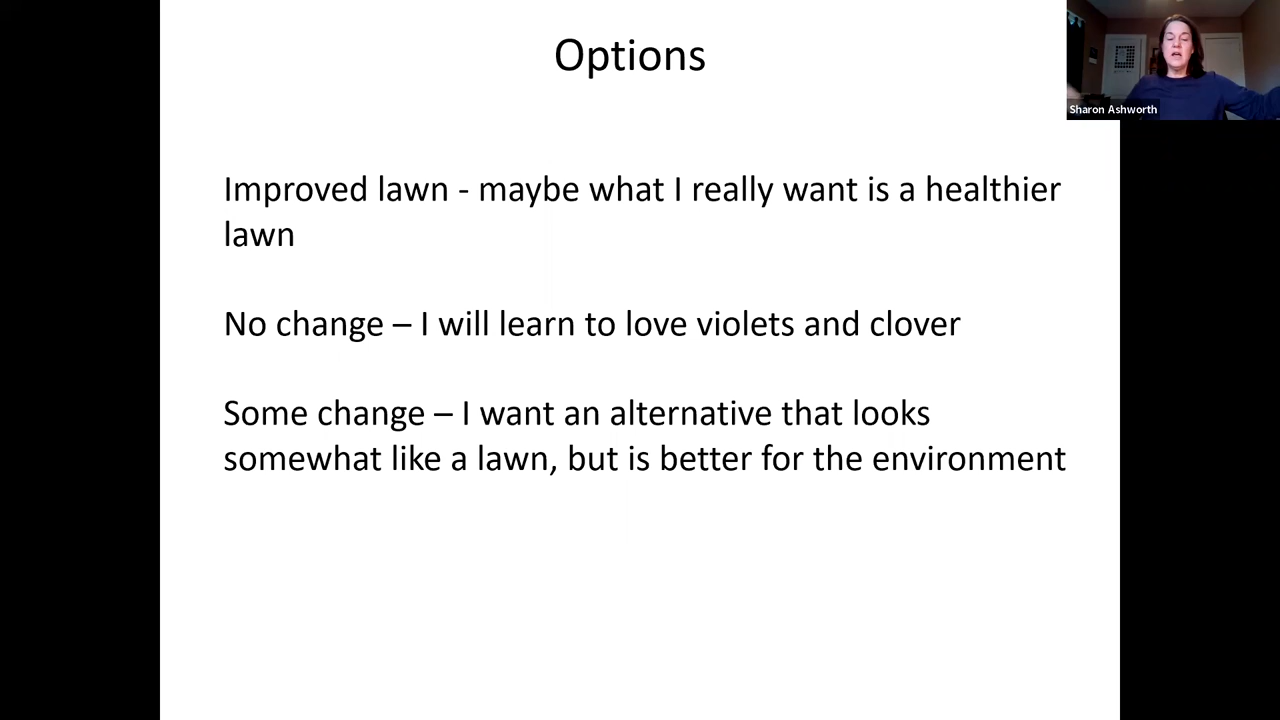 Options
Sharon Ashworth
Improved lawn - maybe what I really want is a healthier
lawn
No change – I will learn to love violets and clover
Some change – I want an alternative that looks
somewhat like a lawn, but is better for the environment